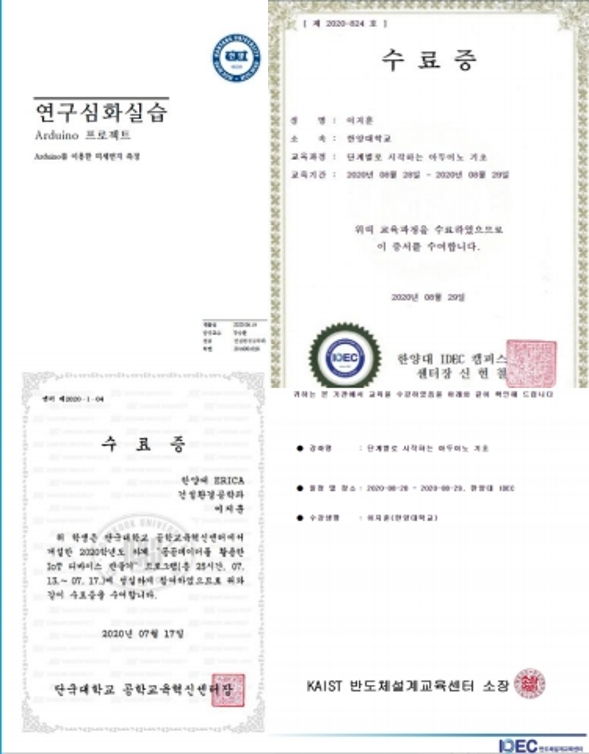 연구심화실습
Arduino 프로젝트
Arduino를 이용한 미세먼지 측정
[ 제 2020-824 호 ]
수 료 증
성 명 : 이지훈
소 속 : 한양대학교
교육과정 : 단계별로 시작하는 아두이노 기초
교육기간 : 2020년 08월 28일 - 2020년 08월 29일
위의 교육과정을 수료하였으므로
이 증서를 수여합니다.
2020년 08월 29일
IDEC
한양대 IDEC 캠퍼스
센터장 신 현 철
제2020-1-04
수 료 증
한양대 ERICA
건설환경공학과
이지훈
위 학생은 단국대학교 공학교육혁신센터에서
개설한 2020학년도 하계 '공공데이터를 활용한
IoT 디바이스 만들기' 프로그램(총 25시간, 07.
13.~ 07. 17.)에 성실하게 참여하였으므로 위와
같이 수료증을 수여합니다.
2020년 07월 17일
단국대학교 공학교육혁신센터장
귀하는 본 기관에서 교육을 수강하였음을 아래와 같이 확인해 드립니다
● 강좌명 : 단계별로 시작하는 아두이노 기초
● 일정 및 장소 : 2020-08-28 - 2020-08-29, 한양대 IDEC
● 수강생명 : 이지훈(한양대학교)
KAIST 반도체설계교육센터 소장
IDEC 반도체설계교육센터